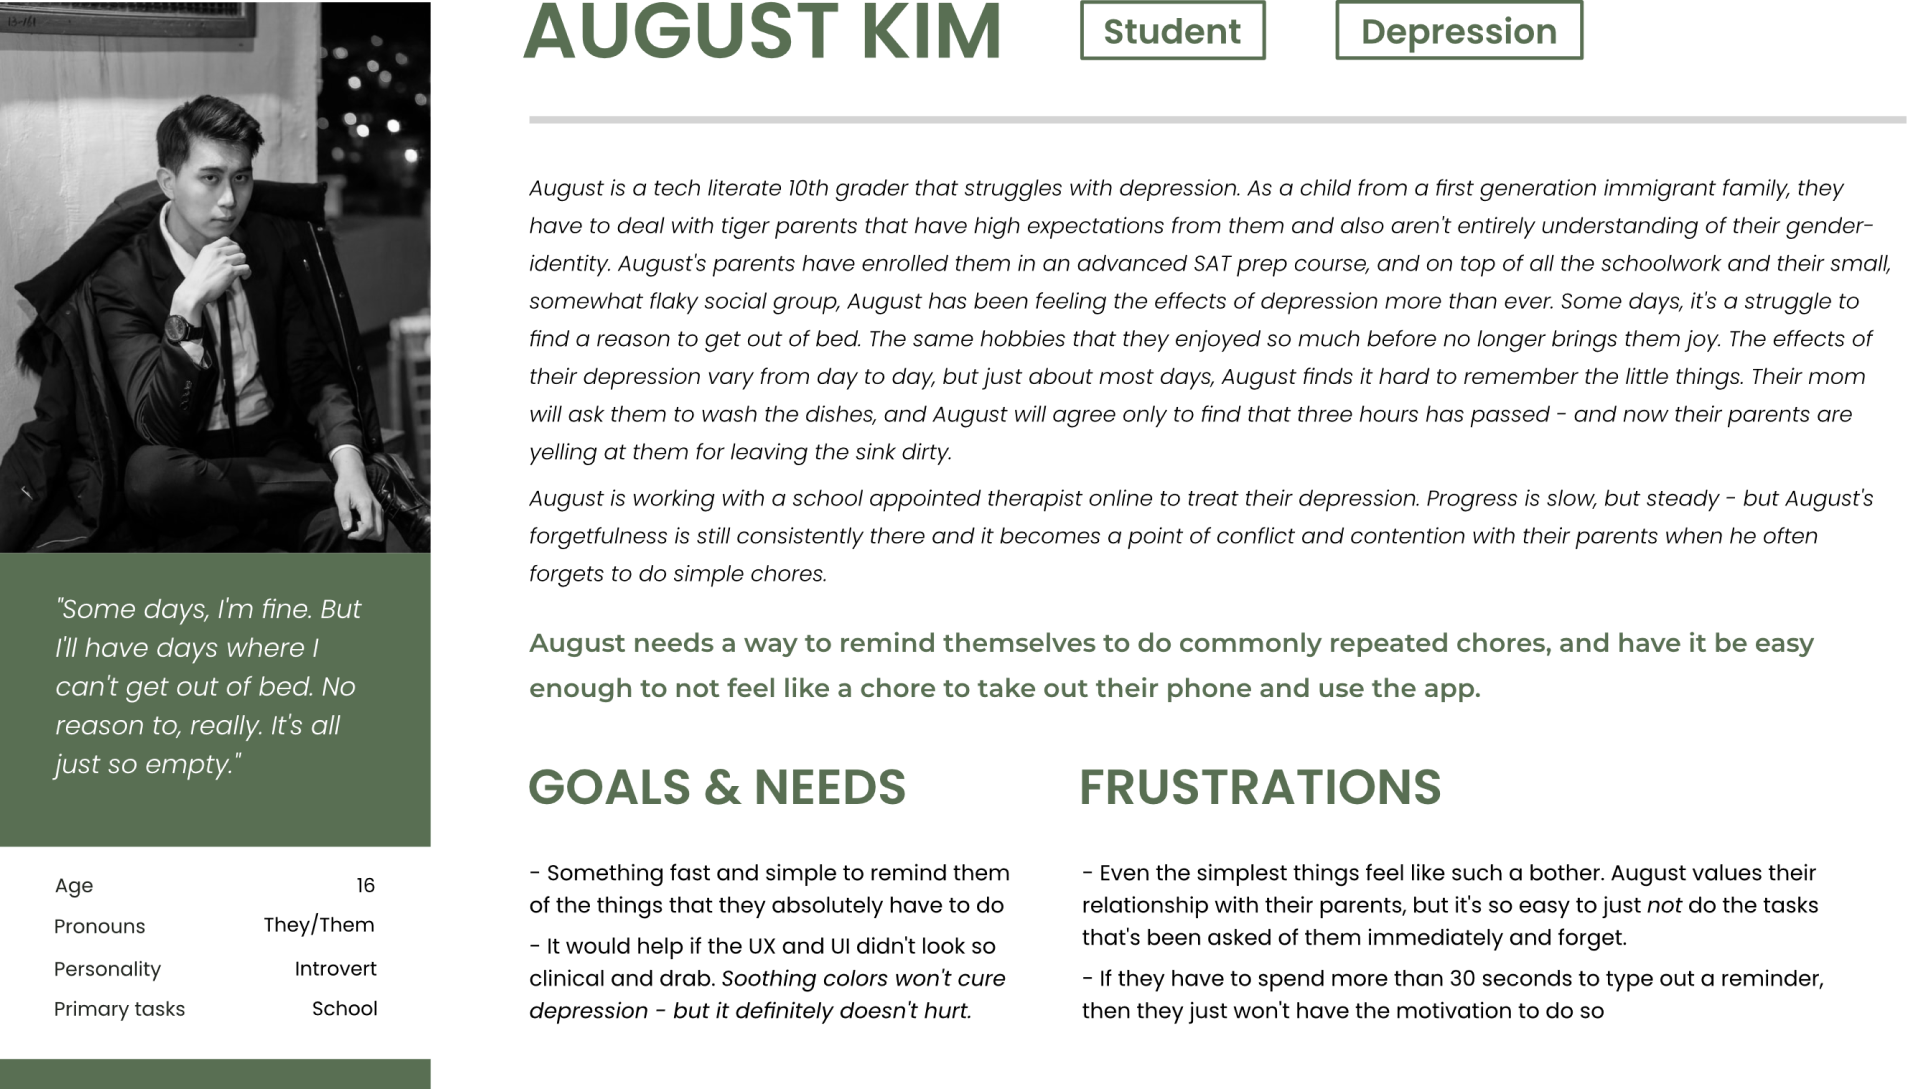 AUGUST KIM
Student
Depression
August is a tech literate 10th grader that struggles with depression. As a child from a first generation immigrant family, they
have to deal with tiger parents that have high expectations from them and also aren't entirely understanding of their gender-
identity. August's parents have enrolled them in an advanced SAT prep course, and on top of all the schoolwork and their small,
somewhat flaky social group, August has been feeling the effects of depression more than ever. Some days, it's a struggle to
find a reason to get out of bed. The same hobbies that they enjoyed so much before no longer brings them joy. The effects of
their depression vary from day to day, but just about most days, August finds it hard to remember the little things. Their mom
will ask them to wash the dishes, and August will agree only to find that three hours has passed - and now their parents are
yelling at them for leaving the sink dirty.
August is working with a school appointed therapist online to treat their depression. Progress is slow, but steady - but August's
forgetfulness is still consistently there and it becomes a point of conflict and contention with their parents when he often
forgets to do simple chores.
August needs a way to remind themselves to do commonly repeated chores, and have it be easy
enough to not feel like a chore to take out their phone and use the app.
"Some days, I'm fine. But
I'll have days where I
can't get out of bed. No
reason to, really. It's all
just so empty."
Age 16
Pronouns They/Them
Personality Introvert
Primary tasks School
GOALS & NEEDS
- Something fast and simple to remind them
of the things that they absolutely have to do
- It would help if the UX and UI didn't look so
clinical and drab. Soothing colors won't cure
depression - but it definitely doesn't hurt.
FRUSTRATIONS
- Even the simplest things feel like such a bother. August values their
relationship with their parents, but it's so easy to just not do the tasks
that's been asked of them immediately and forget.
- If they have to spend more than 30 seconds to type out a reminder,
then they just won't have the motivation to do so